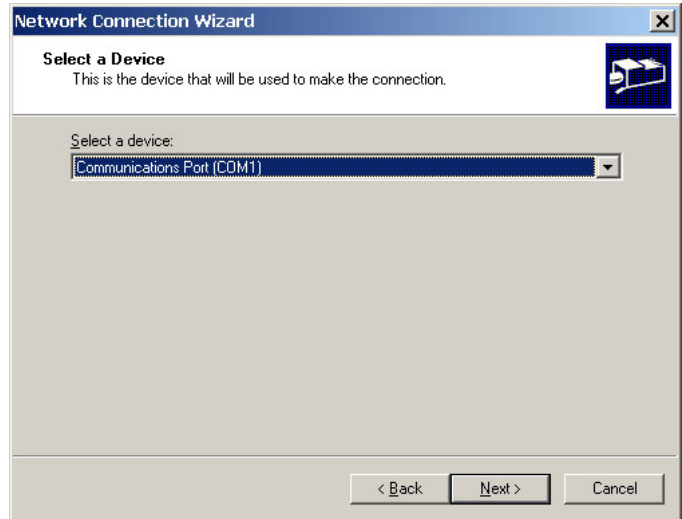 Network Connection Wizard
Select a Device
This is the device that will be used to make the connection.
Select a device:
Communications Port (COM1)
< Back
Next >
Cancel